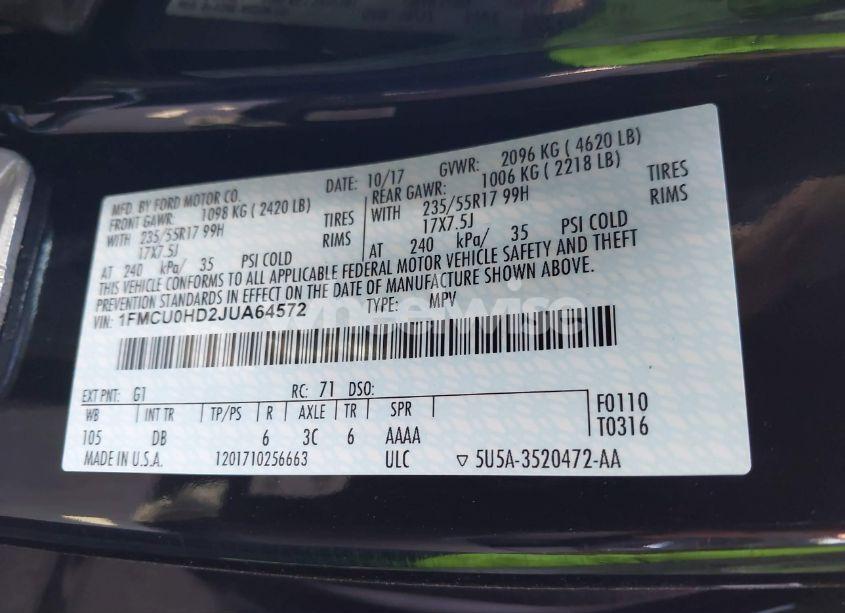 MFD. BY FORD MOTOR CO. DATE: 10/17 GVWR: 2096 KG ( 4620 LB)
FRONT GAWR: 1098 KG ( 2420 LB) REAR GAWR: 1006 KG ( 2218 LB)
WITH 235/55R17 99H TIRES WITH 235/55R17 99H TIRES
17X7.5J RIMS 17X7.5J RIMS
AT 240 kPa/ 35 PSI COLD AT 240 kPa/ 35 PSI COLD
THIS VEHICLE CONFORMS TO ALL APPLICABLE FEDERAL MOTOR VEHICLE SAFETY AND THEFT
PREVENTION STANDARDS IN EFFECT ON THE DATE OF MANUFACTURE SHOWN ABOVE.
VIN: 1FMCU0HD2JUA64572 TYPE: MPV
EXT PNT: G1 RC: 71 DSO:
WB INT TR TP/PS R AXLE TR SPR F0110
105 DB 6 3C 6 AAAA T0316
MADE IN U.S.A. 1201710256663 ULC ▽ 5U5A-3520472-AA